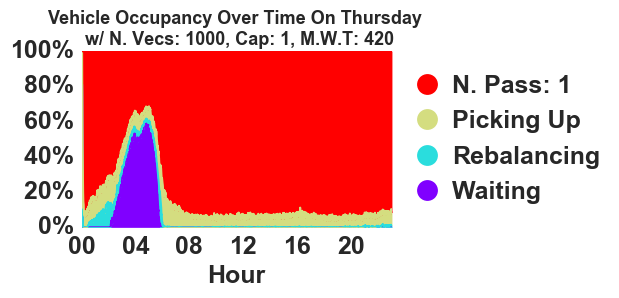 Vehicle Occupancy Over Time On Thursday
w/ N. Vecs: 1000, Cap: 1, M.W.T: 420
100%
80%
60%
40%
20%
0%
00 04 08 12 16 20
Hour
N. Pass: 1
Picking Up
Rebalancing
Waiting